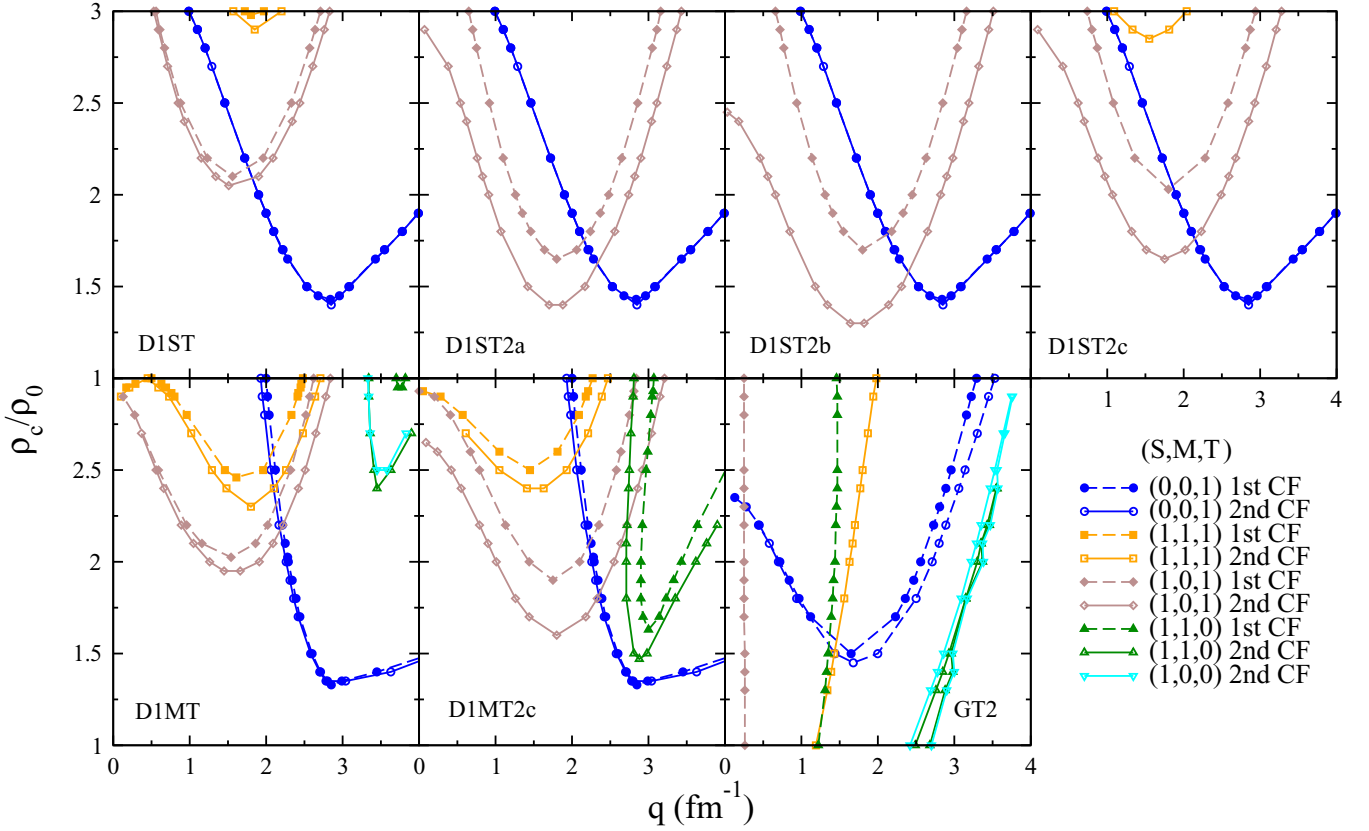 3
2.5
2
1.5
D1ST
D1ST2a
D1ST2b
D1ST2c
1
2
3
4
1
2.5
2
1.5
1
D1MT
D1MT2c
GT2
0
1
2
3
0
1
2
3
0
1
2
3
4
ρc/ρ0
q (fm-1)
(S,M,T)
(0,0,1) 1st CF
(0,0,1) 2nd CF
(1,1,1) 1st CF
(1,1,1) 2nd CF
(1,0,1) 1st CF
(1,0,1) 2nd CF
(1,1,0) 1st CF
(1,1,0) 2nd CF
(1,0,0) 2nd CF